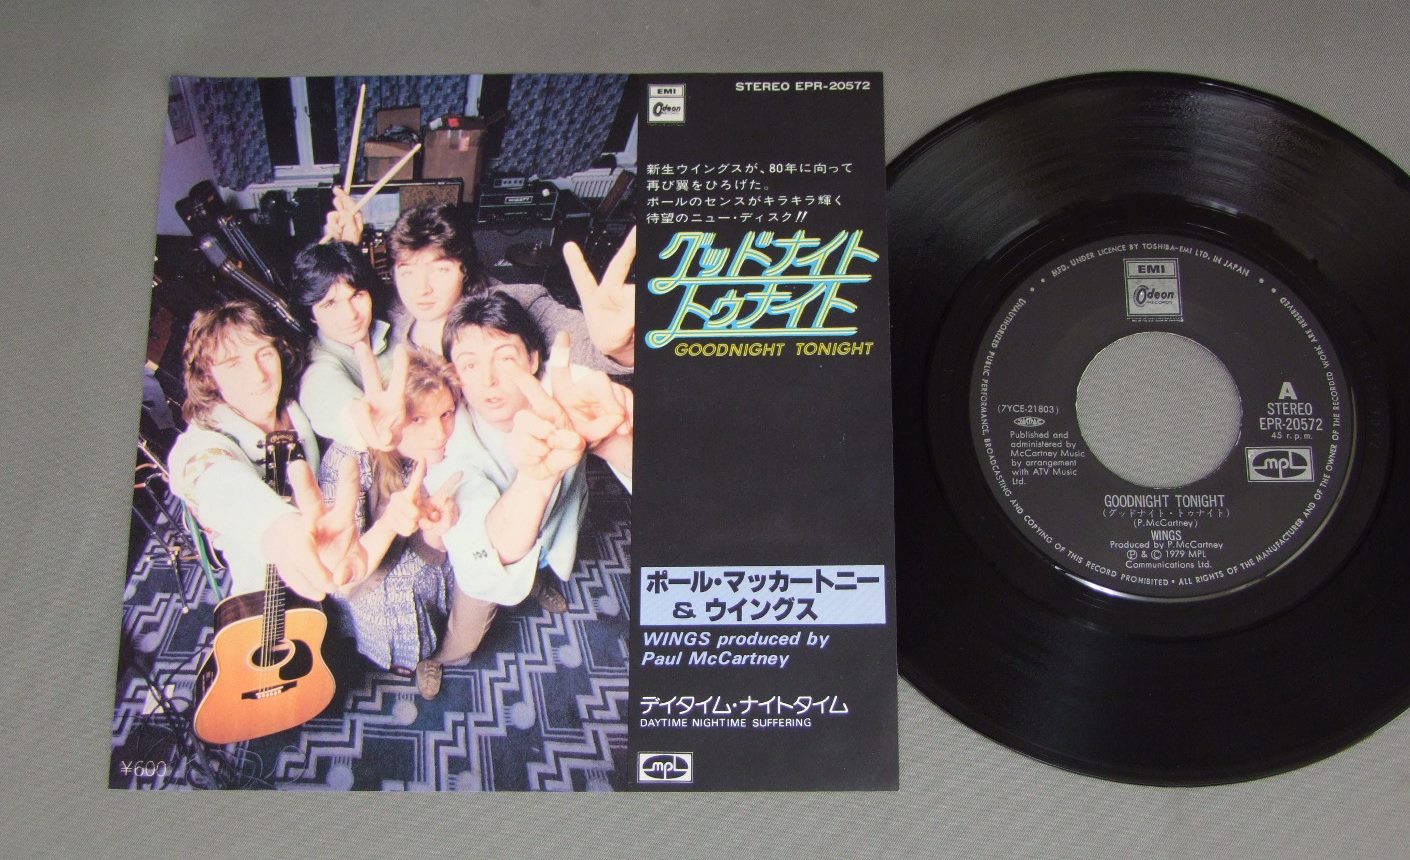 EMI
Odeon
STEREO EPR-20572
新生ウイングスが、80年に向って
再び翼をひろげた。
ポールのセンスがキラキラ輝く
待望のニュー・ディスク!!
グッドナイト
トゥナイト
GOODNIGHT TONIGHT
ポール・マッカートニー
& ウイングス
WINGS produced by
Paul McCartney
デイタイム・ナイトタイム
DAYTIME NIGHTIME SUFFERING
mpl
¥600
MFD. UNDER LICENCE BY TOSHIBA-EMI LTD. IN JAPAN
EMI
Odeon
RECORDS
A
STEREO
EPR-20572
45 r.p.m.
mpl
(7YCE-21803)
Published and
administered by
McCartney Music
by arrangement
with ATV Music
Ltd.
GOODNIGHT TONIGHT
(グッドナイト・トゥナイト)
(P.McCartney)
WINGS
Produced by P.McCartney
Ⓟ & © 1979 MPL
Communications Ltd.
UNAUTHORIZED PUBLIC PERFORMANCE, BROADCASTING AND COPYING OF THIS RECORD PROHIBITED • ALL RIGHTS OF THE MANUFACTURER AND OF THE OWNER OF THE RECORDED WORK ARE RESERVED